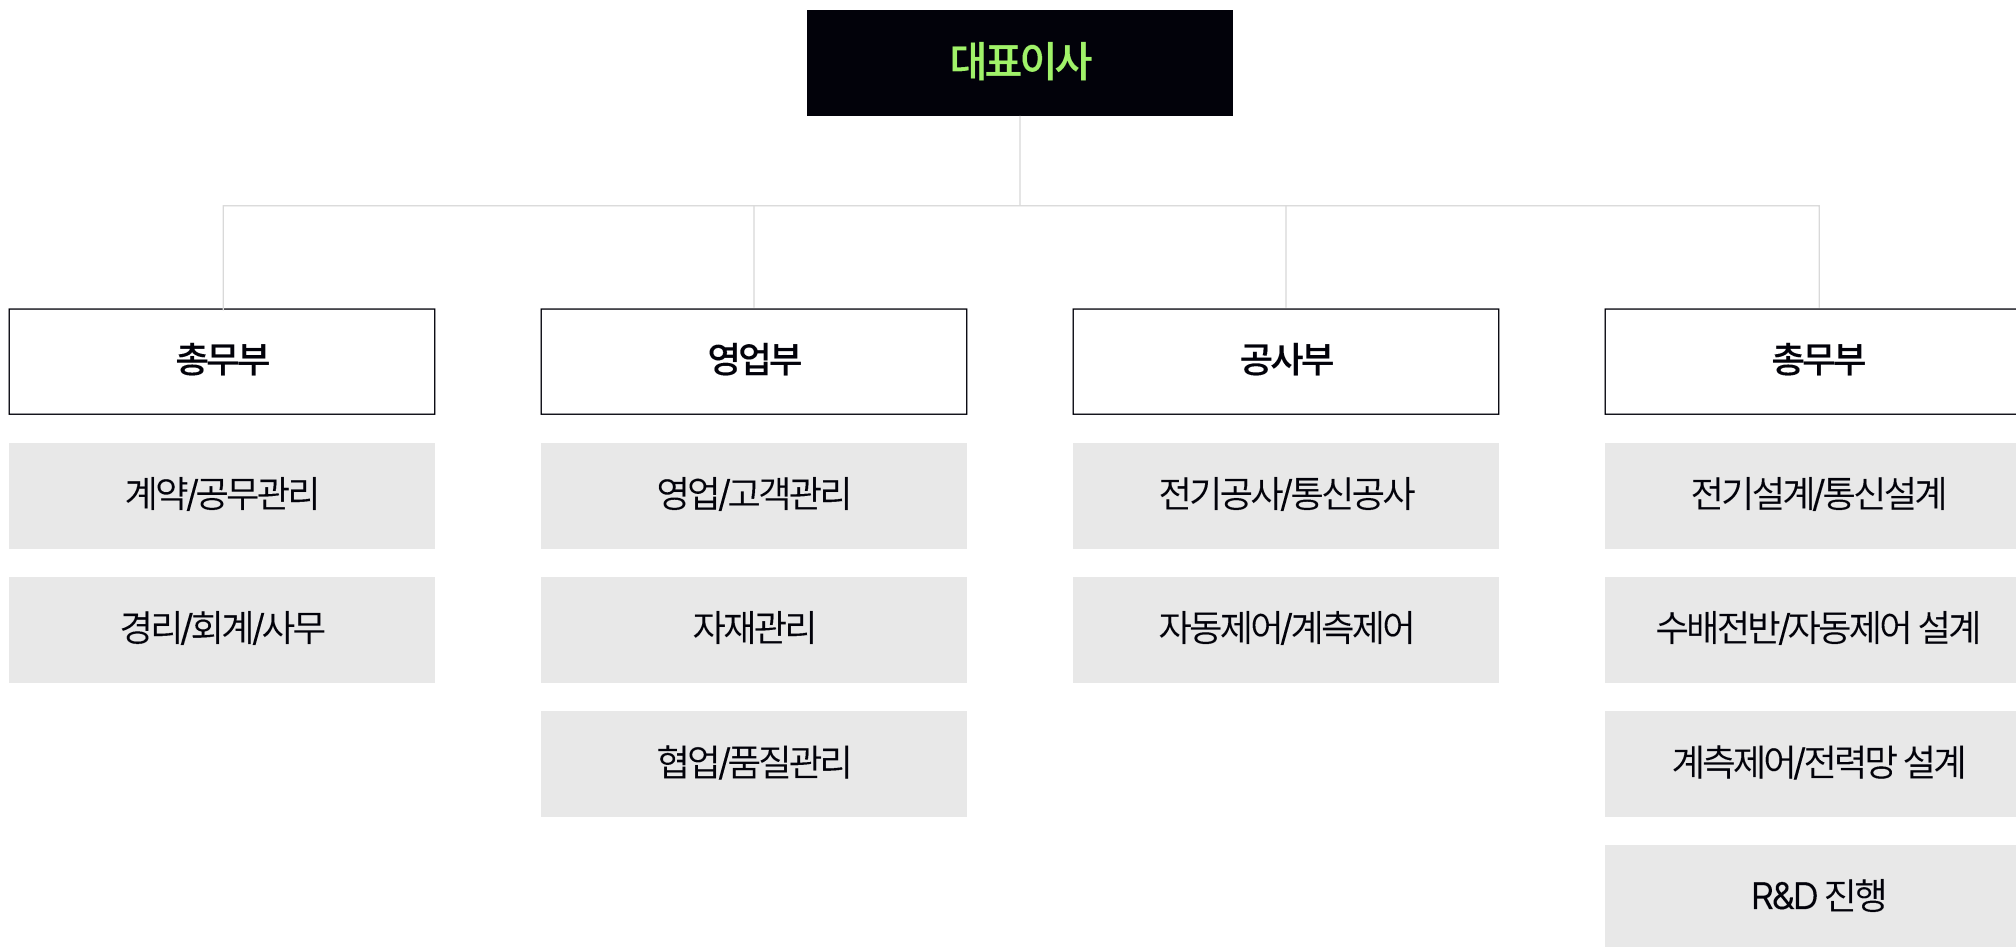 대표이사
총무부
계약/공무관리
경리/회계/사무
영업부
영업/고객관리
자재관리
협업/품질관리
공사부
전기공사/통신공사
자동제어/계측제어
총무부
전기설계/통신설계
수배전반/자동제어 설계
계측제어/전력망 설계
R&D 진행